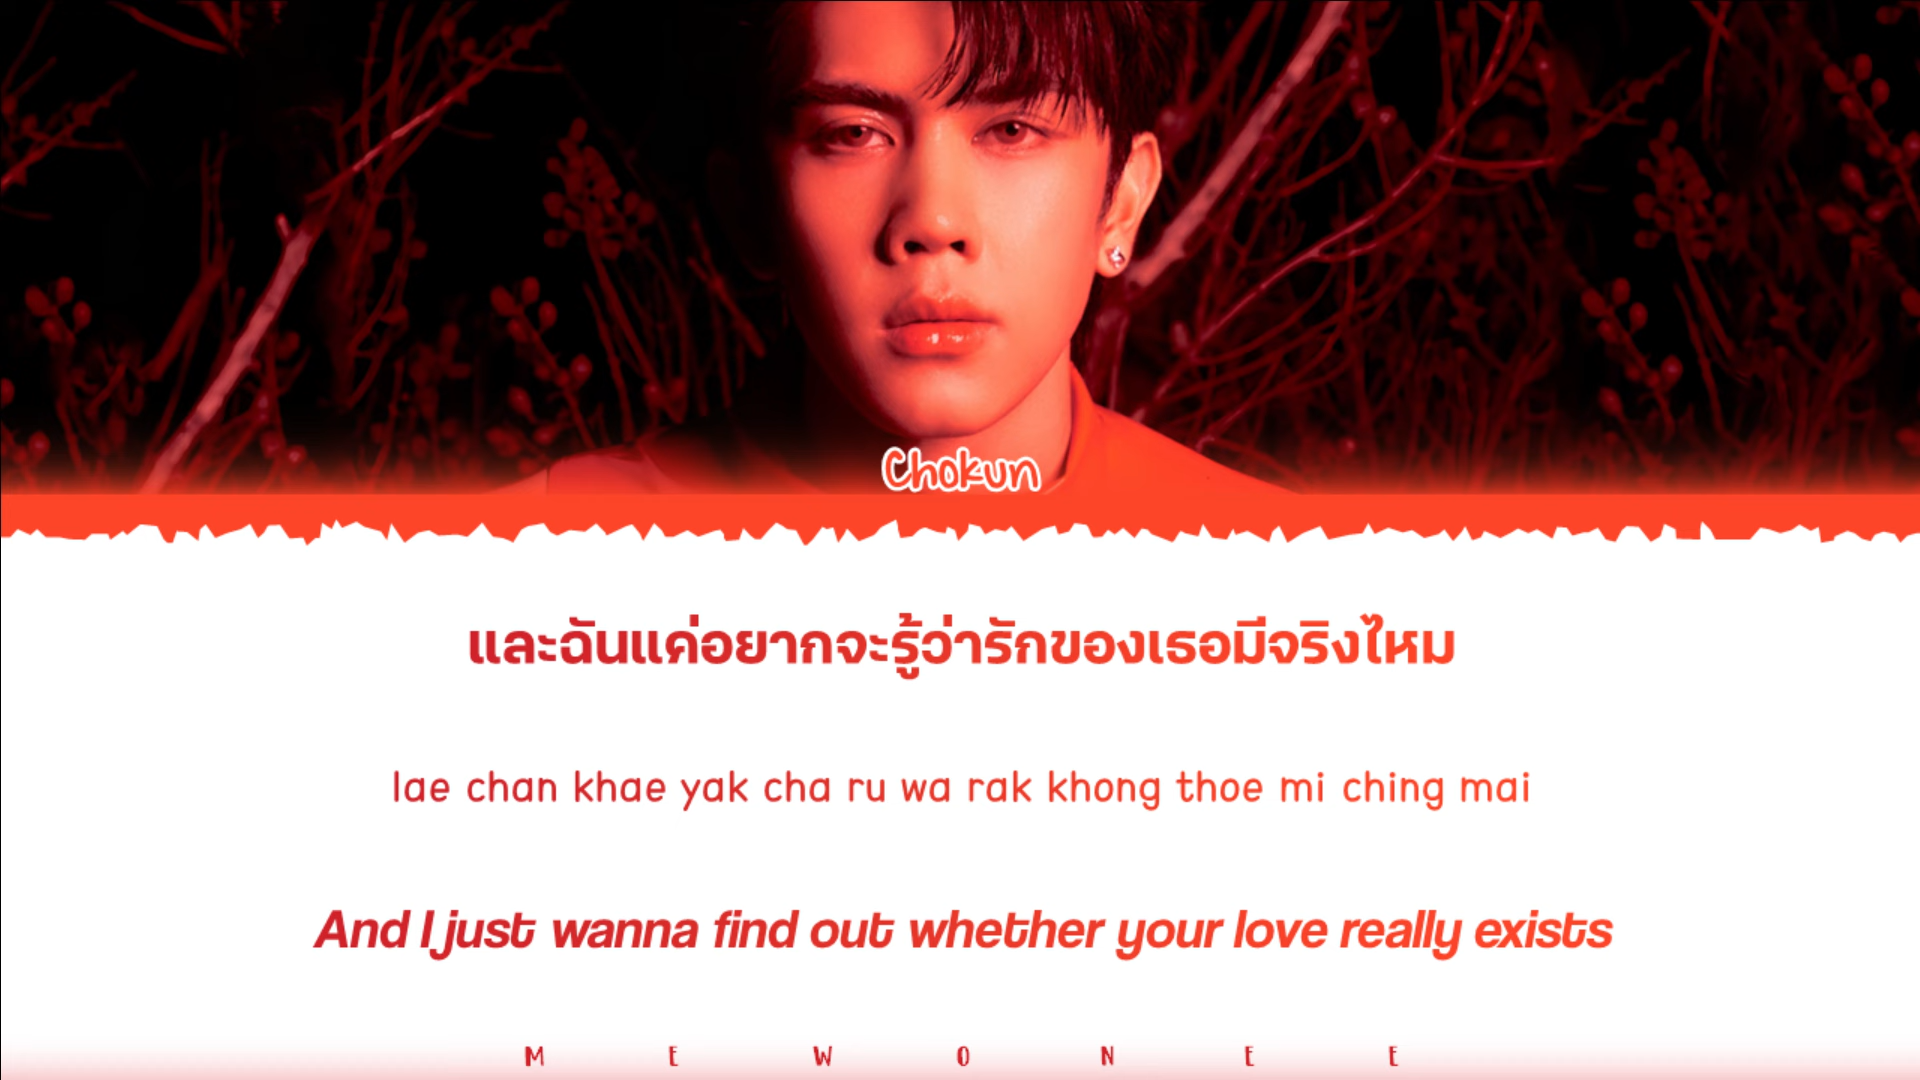 Chokun
และฉันแค่อยากจะรู้ว่ารักของเธอมีจริงไหม
lae chan khae yak cha ru wa rak khong thoe mi ching mai
And I just wanna find out whether your love really exists
M E W O N E E